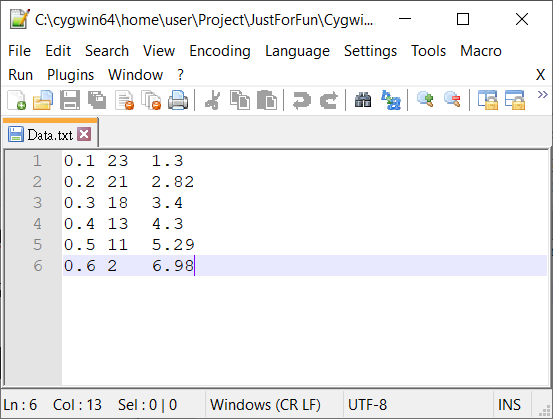 C:\cygwin64\home\user\Project\JustForFun\Cygwi...
File Edit Search View Encoding Language Settings Tools Macro
Run Plugins Window ? X
Data.txt
1 0.1 23 1.3
2 0.2 21 2.82
3 0.3 18 3.4
4 0.4 13 4.3
5 0.5 11 5.29
6 0.6 2 6.98
Ln : 6 Col : 13 Sel : 0 | 0 Windows (CR LF) UTF-8 INS